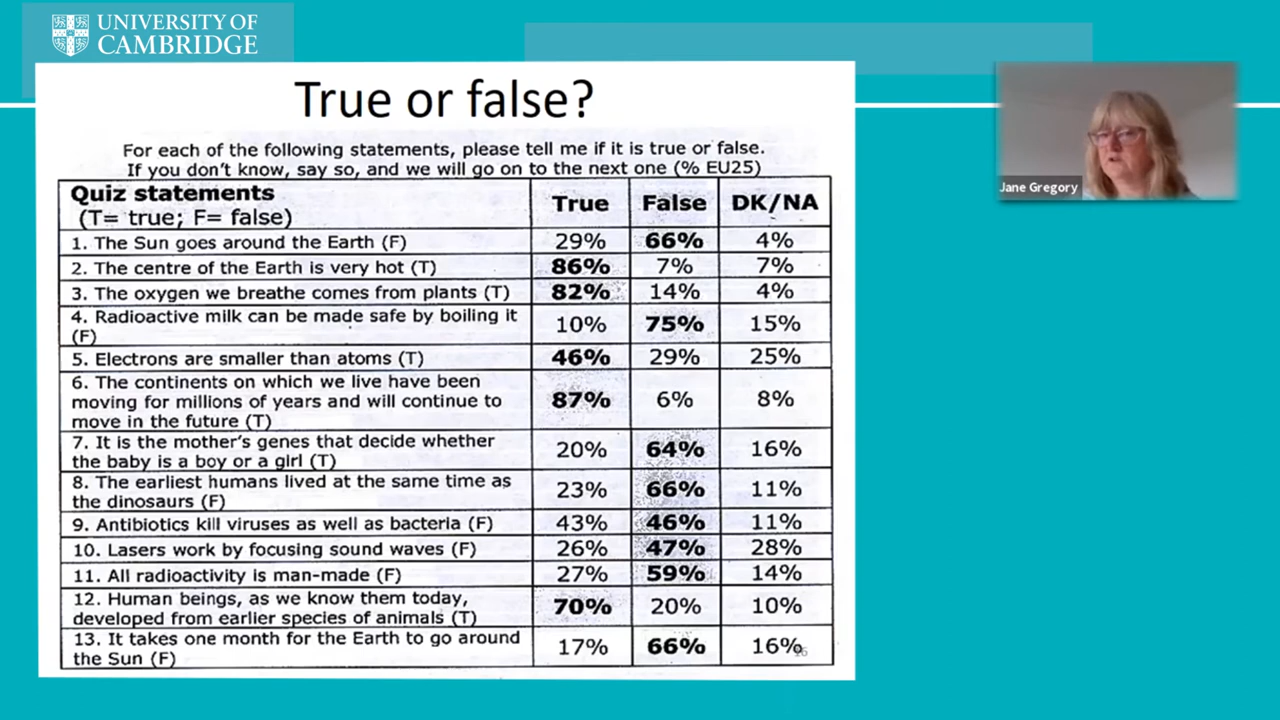 UNIVERSITY OF
CAMBRIDGE
True or false?
For each of the following statements, please tell me if it is true or false.
If you don't know, say so, and we will go on to the next one (% EU25)
Quiz statements
(T= true; F= false) True False DK/NA
1. The Sun goes around the Earth (F) 29% 66% 4%
2. The centre of the Earth is very hot (T) 86% 7% 7%
3. The oxygen we breathe comes from plants (T) 82% 14% 4%
4. Radioactive milk can be made safe by boiling it
(F) 10% 75% 15%
5. Electrons are smaller than atoms (T) 46% 29% 25%
6. The continents on which we live have been
moving for millions of years and will continue to 87% 6% 8%
move in the future (T)
7. It is the mother's genes that decide whether
the baby is a boy or a girl (T) 20% 64% 16%
8. The earliest humans lived at the same time as
the dinosaurs (F) 23% 66% 11%
9. Antibiotics kill viruses as well as bacteria (F) 43% 46% 11%
10. Lasers work by focusing sound waves (F) 26% 47% 28%
11. All radioactivity is man-made (F) 27% 59% 14%
12. Human beings, as we know them today,
developed from earlier species of animals (T) 70% 20% 10%
13. It takes one month for the Earth to go around
the Sun (F) 17% 66% 16%
16
Jane Gregory